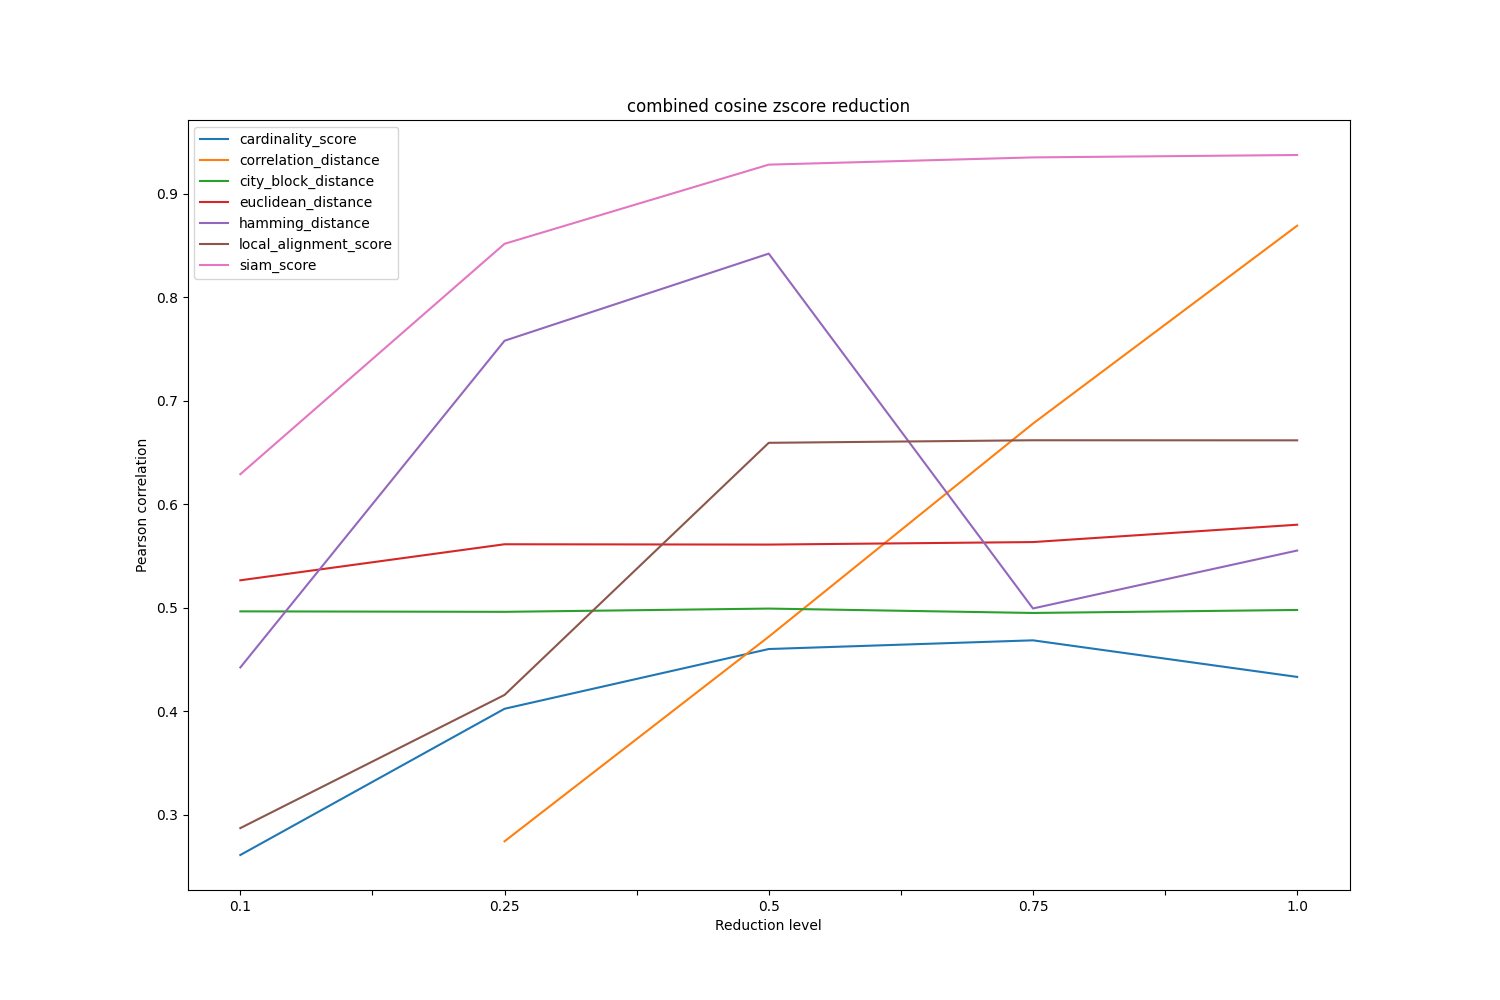 combined cosine zscore reduction
cardinality_score
correlation_distance
city_block_distance
euclidean_distance
hamming_distance
local_alignment_score
siam_score
0.9
0.8
0.7
0.6
0.5
0.4
0.3
Pearson correlation
0.1 0.25 0.5 0.75 1.0
Reduction level